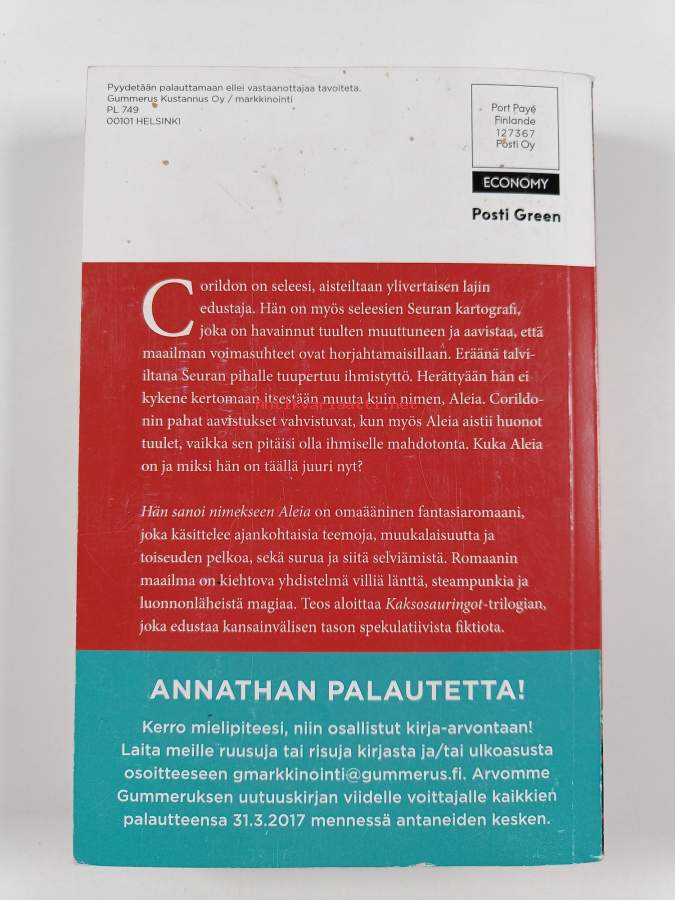 Pyydetään palauttamaan ellei vastaanottajaa tavoiteta.
Gummerus Kustannus Oy / markkinointi
PL 749
00101 HELSINKI
Port Payé
Finlande
127367
Posti Oy
ECONOMY
Posti Green
Corildon on seleesi, aisteiltaan ylivertaisen lajin
edustaja. Hän on myös seleesien Seuran kartografi,
joka on havainnut tuulten muuttuneen ja aavistaa, että
maailman voimasuhteet ovat horjahtamaisillaan. Eräänä talvi-
iltana Seuran pihalle tuupertuu ihmistyttö. Herättyään hän ei
kykene kertomaan itsestään muuta kuin nimen, Aleia. Corildo-
nin pahat aavistukset vahvistuvat, kun myös Aleia aistii huonot
tuulet, vaikka sen pitäisi olla ihmiselle mahdotonta. Kuka Aleia
on ja miksi hän on täällä juuri nyt?
antikvariaatti.net
Hän sanoi nimekseen Aleia on omaääninen fantasiaromaani,
joka käsittelee ajankohtaisia teemoja, muukalaisuutta ja
toiseuden pelkoa, sekä surua ja siitä selviämistä. Romaanin
maailma on kiehtova yhdistelmä villiä länttä, steampunkia ja
luonnonläheistä magiaa. Teos aloittaa Kaksosauringot-trilogian,
joka edustaa kansainvälisen tason spekulatiivista fiktiota.
ANNATHAN PALAUTETTA!
Kerro mielipiteesi, niin osallistut kirja-arvontaan!
Laita meille ruusuja tai risuja kirjasta ja/tai ulkoasusta
osoitteeseen gmarkkinointi@gummerus.fi. Arvomme
Gummeruksen uutuuskirjan viidelle voittajalle kaikkien
palautteensa 31.3.2017 mennessä antaneiden kesken.